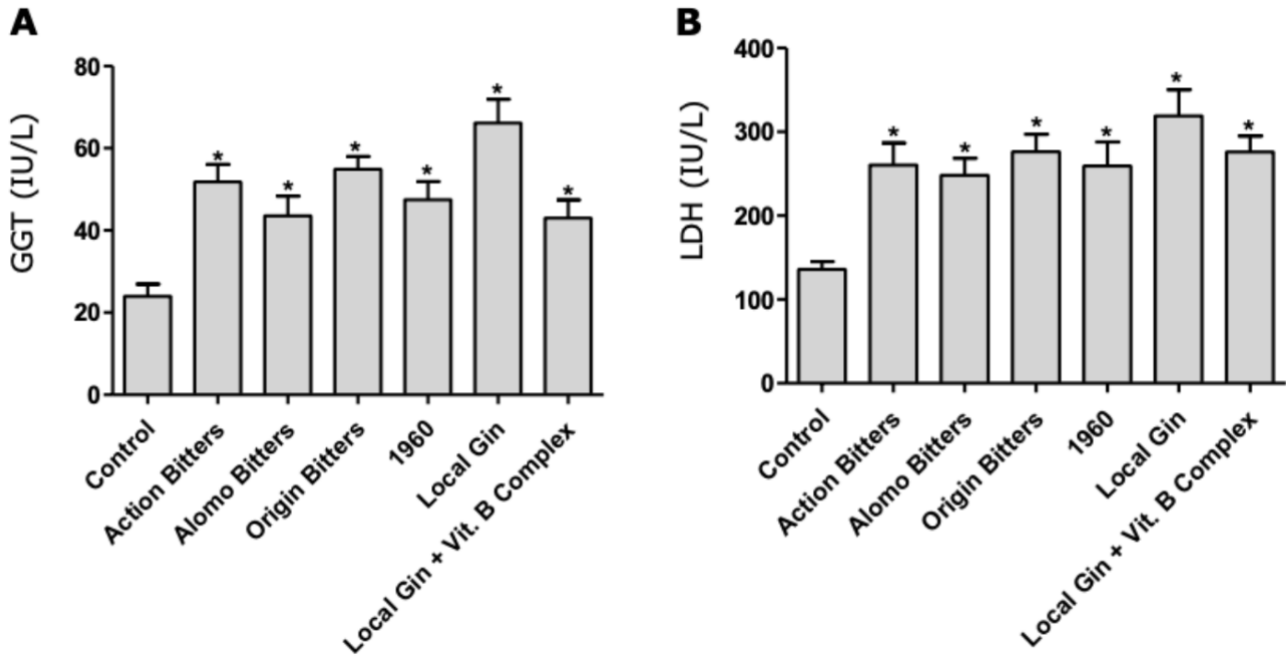 A
GGT (IU/L)
80
60
40
20
0
*
*
*
*
*
*
Control
Action Bitters
Alomo Bitters
Origin Bitters
1960
Local Gin
Local Gin + Vit. B Complex
B
LDH (IU/L)
400
300
200
100
0
*
*
*
*
*
*
Control
Action Bitters
Alomo Bitters
Origin Bitters
1960
Local Gin
Local Gin + Vit. B Complex